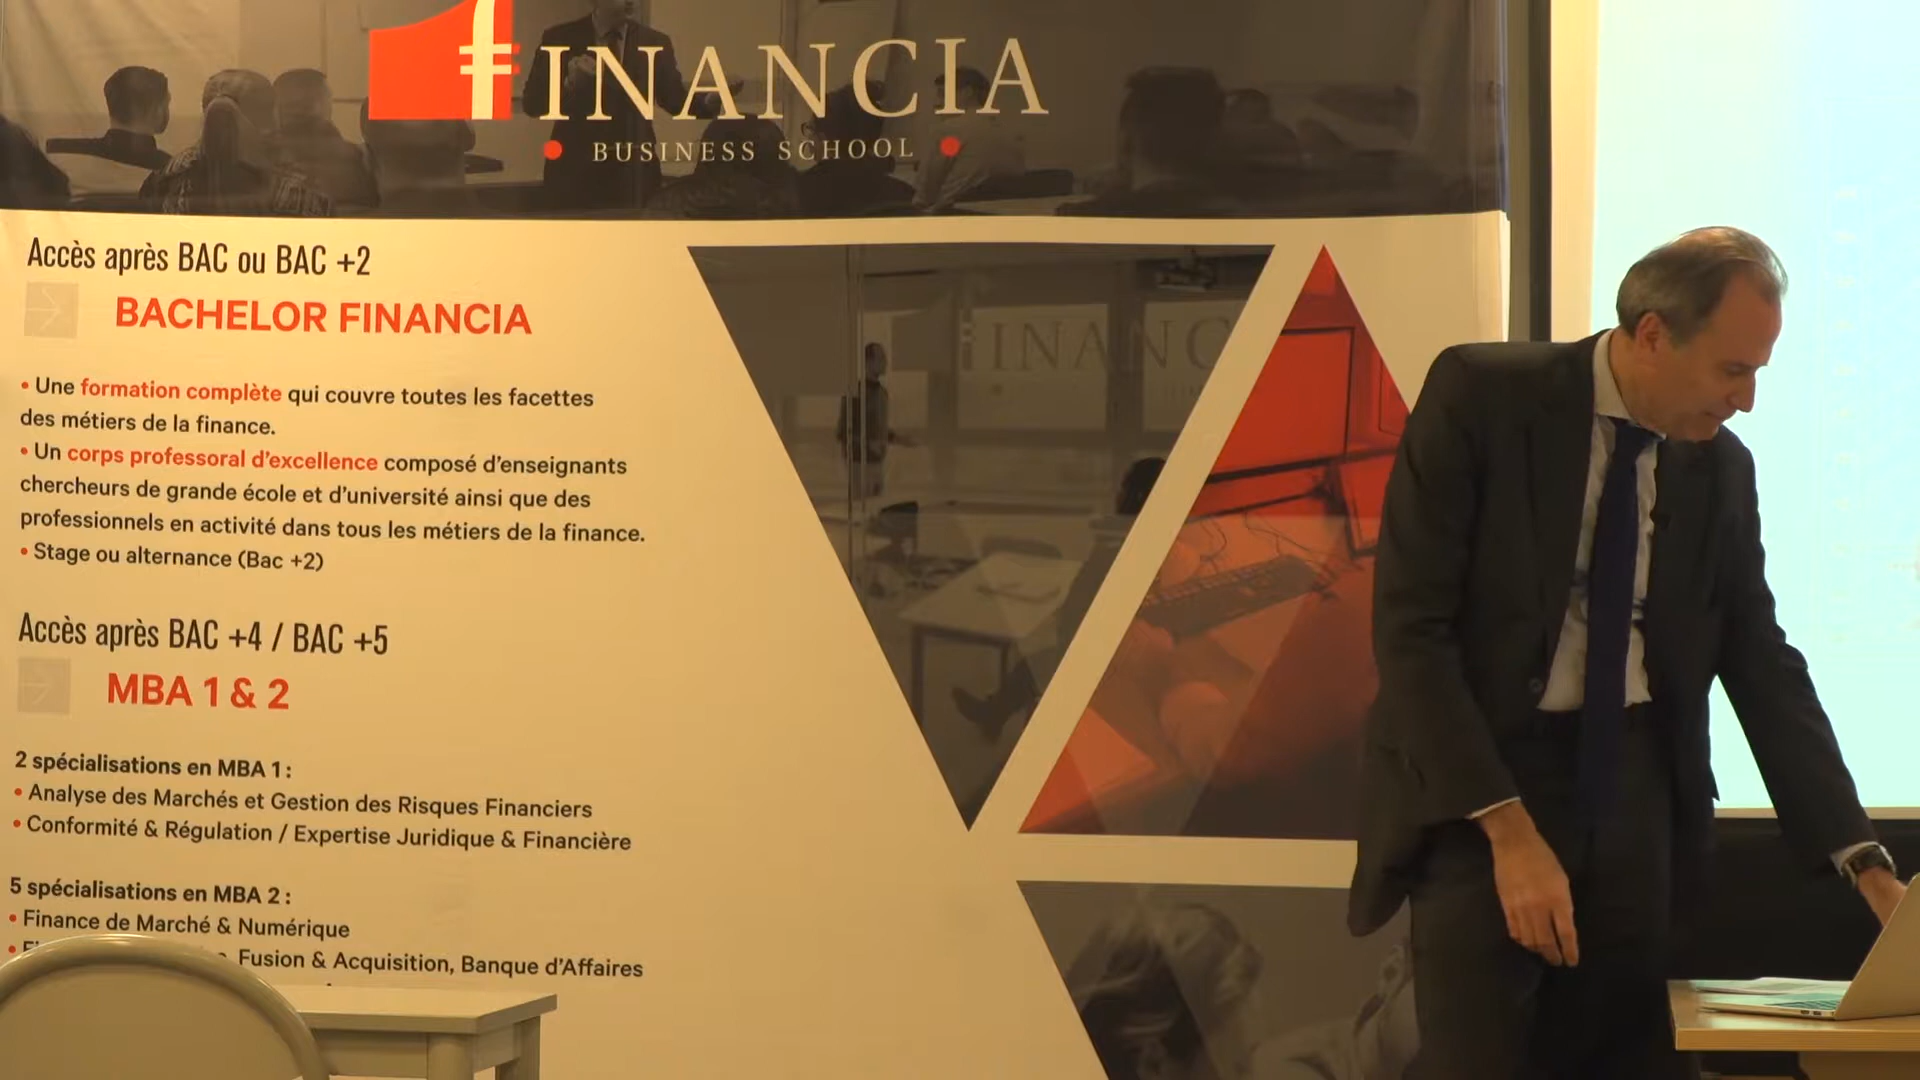 FINANCIA
BUSINESS SCHOOL
Accès après BAC ou BAC +2
BACHELOR FINANCIA
• Une formation complète qui couvre toutes les facettes
des métiers de la finance.
• Un corps professoral d'excellence composé d'enseignants
chercheurs de grande école et d'université ainsi que des
professionnels en activité dans tous les métiers de la finance.
• Stage ou alternance (Bac +2)
Accès après BAC +4 / BAC +5
MBA 1 & 2
2 spécialisations en MBA 1 :
• Analyse des Marchés et Gestion des Risques Financiers
• Conformité & Régulation / Expertise Juridique & Financière
5 spécialisations en MBA 2 :
• Finance de Marché & Numérique
• Fusion & Acquisition, Banque d'Affaires